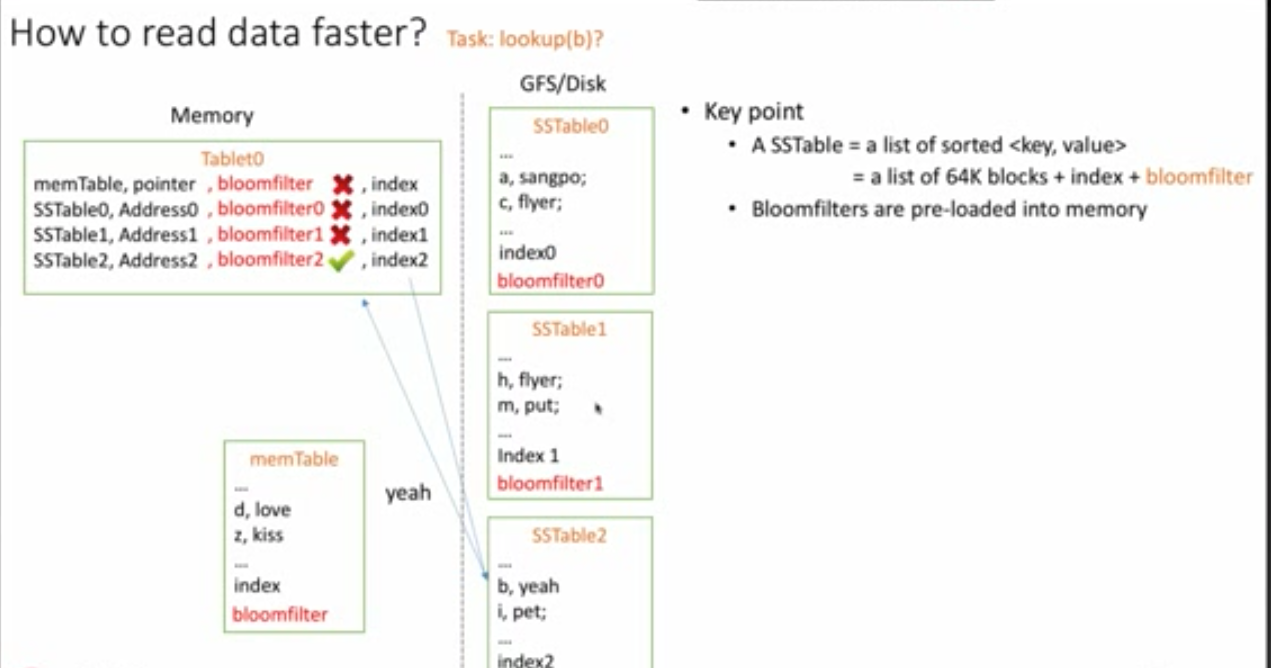 How to read data faster? Task: lookup(b)?
Memory
Tablet0
memTable, pointer , bloomfilter , index
SSTable0, Address0 , bloomfilter0 , index0
SSTable1, Address1 , bloomfilter1 , index1
SSTable2, Address2 , bloomfilter2 , index2
memTable
...
d, love
z, kiss
...
index
bloomfilter
yeah
GFS/Disk
SSTable0
...
a, sangpo;
c, flyer;
...
index0
bloomfilter0
SSTable1
...
h, flyer;
m, put;
...
Index 1
bloomfilter1
SSTable2
...
b, yeah
i, pet;
...
index2
• Key point
• A SSTable = a list of sorted <key, value>
= a list of 64K blocks + index + bloomfilter
• Bloomfilters are pre-loaded into memory